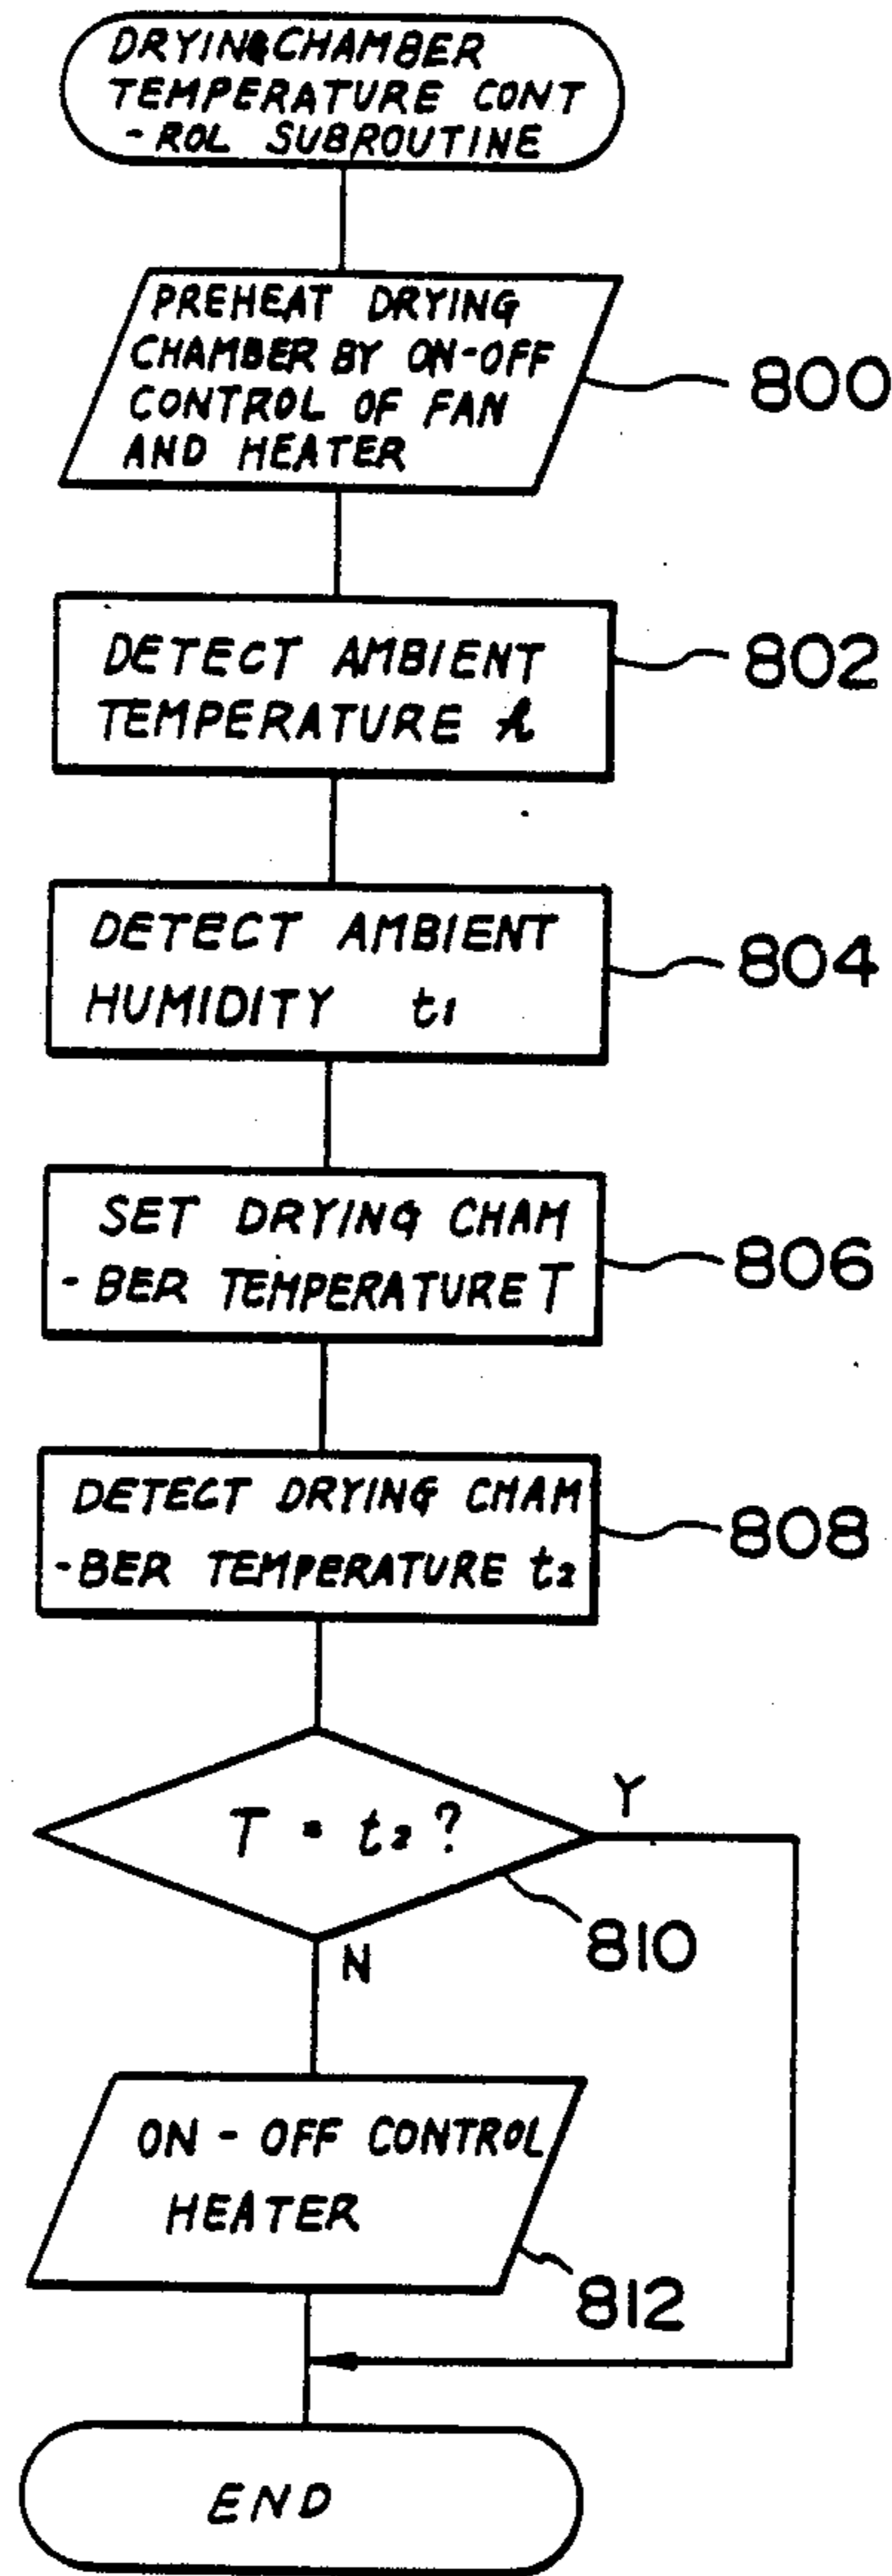 DRYING CHAMBER
TEMPERATURE CONT
-ROL SUBROUTINE
PREHEAT DRYING
CHAMBER BY ON-OFF
CONTROL OF FAN
AND HEATER
800
DETECT AMBIENT
TEMPERATURE h
802
DETECT AMBIENT
HUMIDITY t1
804
SET DRYING CHAM
-BER TEMPERATURE T
806
DETECT DRYING CHAM
-BER TEMPERATURE t2
808
T = t2 ?
Y
810
N
ON-OFF CONTROL
HEATER
812
END